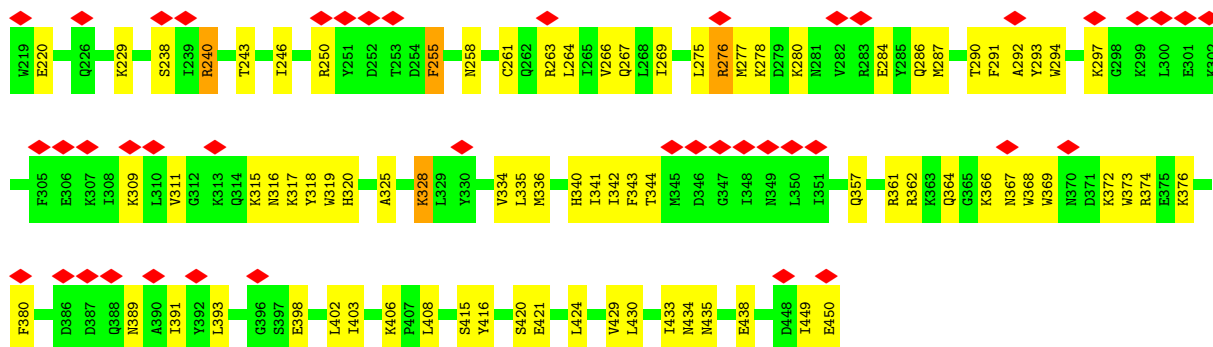 W219 E220 Q226 K229 S238 I239 R240 T243 I246 R250 Y251 D252 T253 D254 F255 N258 C261 Q262 R263 L264 I265 V266 Q267 L268 I269 L275 R276 M277 K278 D279 K280 N281 V282 R283 E284 Y285 Q286 M287 T290 F291 A292 Y293 W294 K297 G298 K299 L300 E301 K302
F305 E306 K307 I308 K309 L310 V311 G312 K313 Q314 K315 N316 K317 Y318 W319 H320 A325 K328 L329 Y330 V334 L335 M336 H340 I341 I342 F343 T344 M345 D346 G347 I348 N349 L350 I351 Q357 R361 R362 K363 Q364 G365 K366 N367 W368 W369 N370 D371 K372 W373 R374 E375 K376
F380 D386 D387 Q388 N389 A390 I391 Y392 L393 G396 S397 E398 L402 I403 K406 P407 L408 S415 Y416 S420 E421 L424 V429 L430 I433 N434 N435 E438 D448 I449 E450